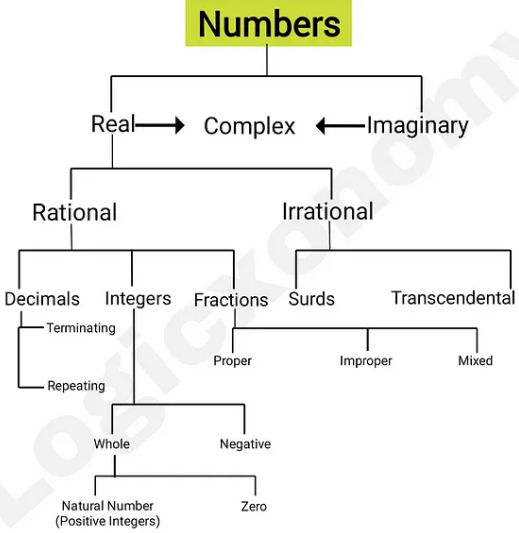 Numbers
Real Complex Imaginary
Rational Irrational
Decimals Integers Fractions Surds Transcendental
Terminating
Proper Improper Mixed
Repeating
Whole Negative
Natural Number Zero
(Positive Integers)
Logicxonomy